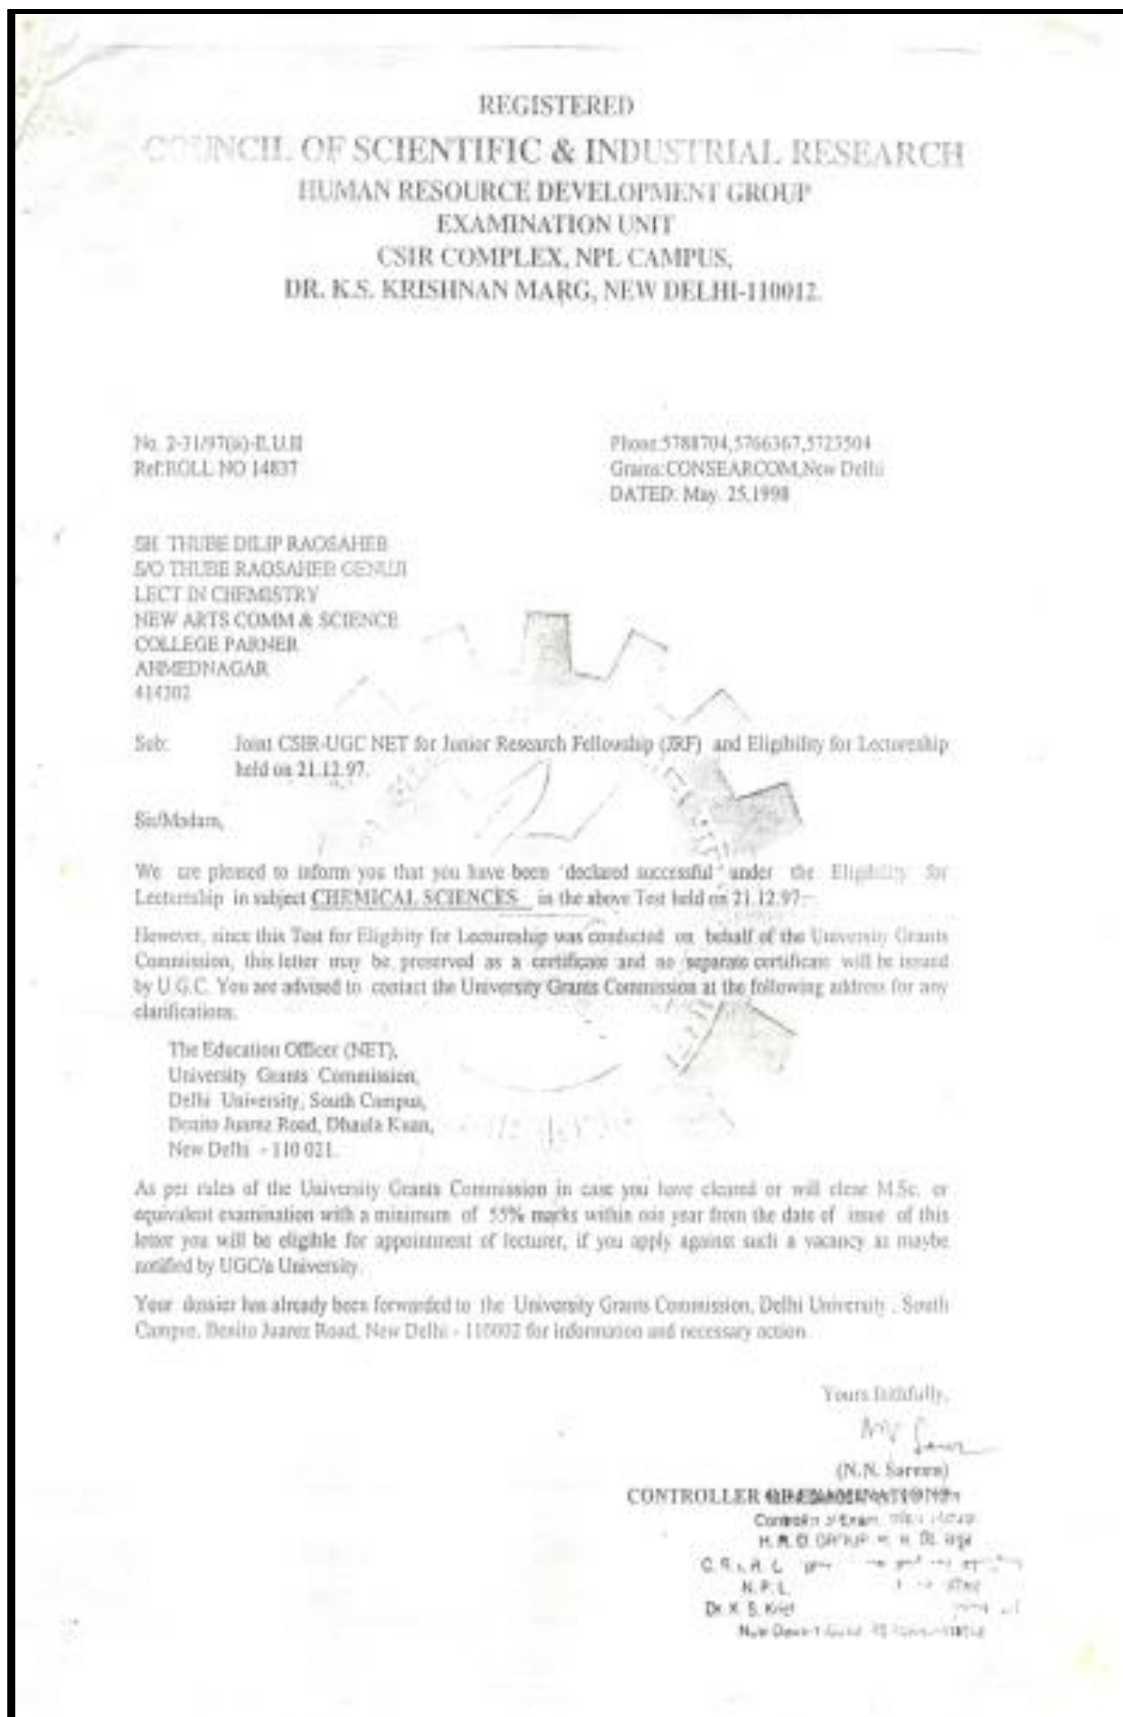 REGISTERED
COUNCIL OF SCIENTIFIC & INDUSTRIAL RESEARCH
HUMAN RESOURCE DEVELOPMENT GROUP
EXAMINATION UNIT
CSIR COMPLEX, NPL CAMPUS,
DR. K.S. KRISHNAN MARG, NEW DELHI-110012.
No. 2-31/97(ii)-E.U.II
Ref:ROLL NO 14837
Phone:5788704,5766367,5723504
Grams:CONSEARCOM,New Delhi
DATED: May. 25,1998
SH THUBE DILIP RAOSAHEB
S/O THUBE RAOSAHEB GENUJI
LECT IN CHEMISTRY
NEW ARTS COMM & SCIENCE
COLLEGE PARNER
AHMEDNAGAR
414302
Sub: Joint CSIR-UGC NET for Junior Research Fellowship (JRF) and Eligibility for Lectureship
held on 21.12.97.
Sir/Madam,
We are pleased to inform you that you have been 'declared successful' under the Eligibility for
Lectureship in subject CHEMICAL SCIENCES in the above Test held on 21.12.97.
However, since this Test for Eligibity for Lectureship was conducted on behalf of the University Grants
Commission, this letter may be preserved as a certificate and no separate certificate will be issued
by U.G.C. You are advised to contact the University Grants Commission at the following address for any
clarifications.
The Education Officer (NET),
University Grants Commission,
Delhi University, South Campus,
Benito Juarez Road, Dhaula Kuan,
New Delhi - 110 021.
As per rules of the University Grants Commission in case you have cleared or will clear M.Sc. or
equivalent examination with a minimum of 55% marks within one year from the date of issue of this
letter you will be eligible for appointment of lecturer, if you apply against such a vacancy as maybe
notified by UGC/a University.
Your dossier has already been forwarded to the University Grants Commission, Delhi University , South
Campus, Benito Juarez Road, New Delhi - 110002 for information and necessary action.
Yours faithfully,
(N.N. Sareen)
CONTROLLER OF EXAMINATIONS
H. R. D. GROUP
N. P. L.
Dr. K. S.